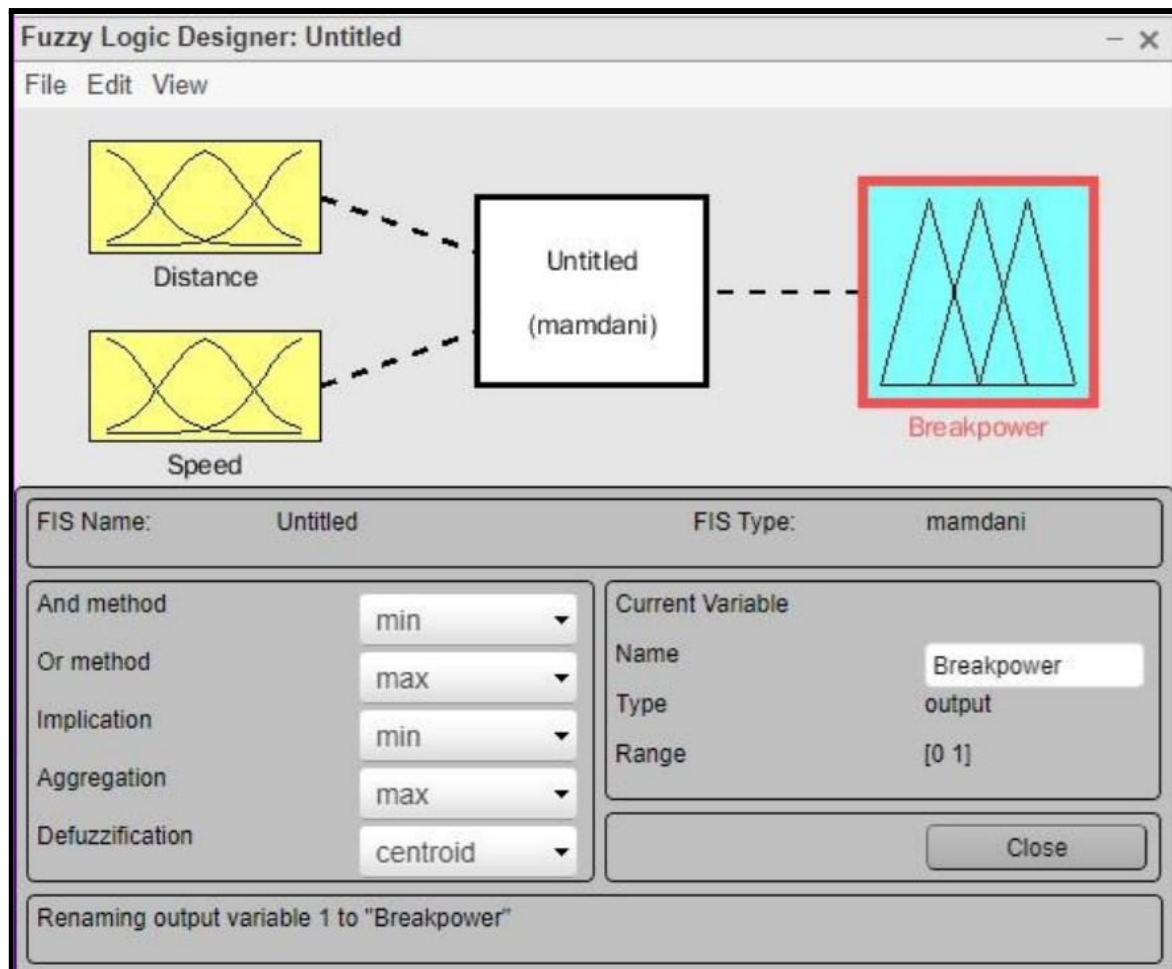 Fuzzy Logic Designer: Untitled
File Edit View
Distance
Speed
Untitled
(mamdani)
Breakpower
FIS Name: Untitled FIS Type: mamdani
And method min
Or method max
Implication min
Aggregation max
Defuzzification centroid
Current Variable
Name Breakpower
Type output
Range [0 1]
Close
Renaming output variable 1 to "Breakpower"